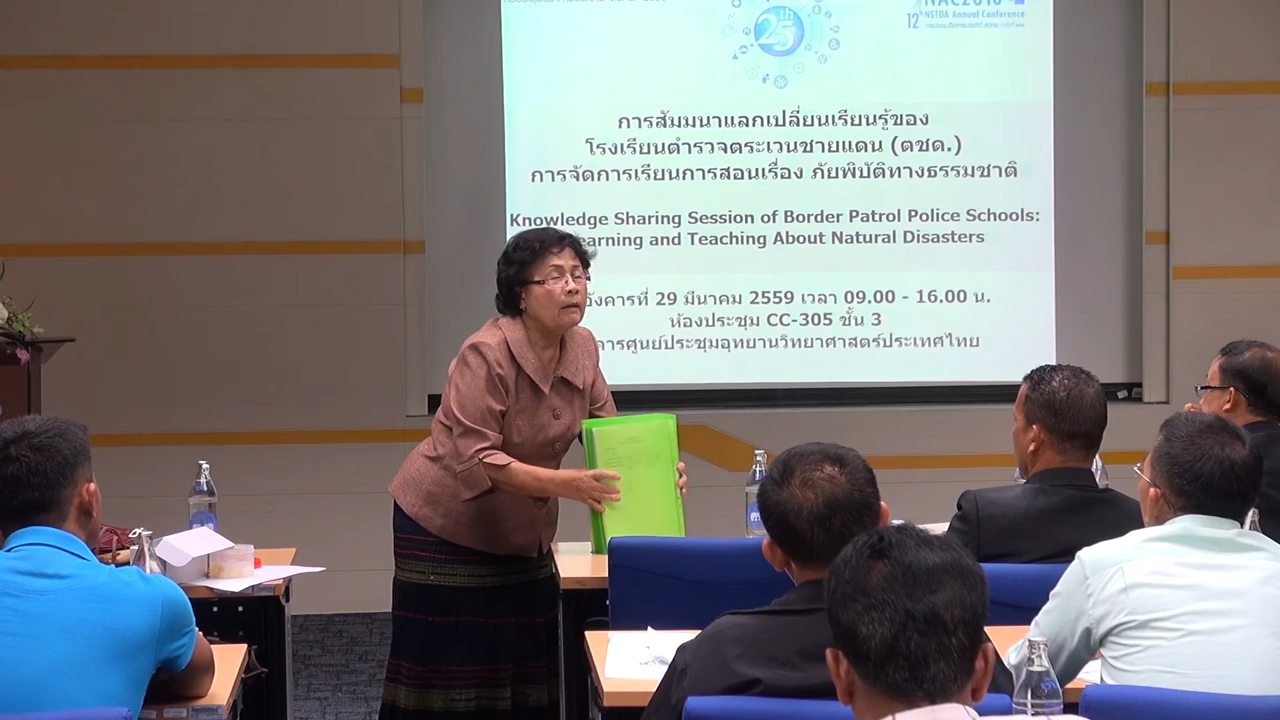 25th
NAC2016
12th NSTDA Annual Conference
การสัมมนาแลกเปลี่ยนเรียนรู้ของ
โรงเรียนตำรวจตระเวนชายแดน (ตชด.)
การจัดการเรียนการสอนเรื่อง ภัยพิบัติทางธรรมชาติ
Knowledge Sharing Session of Border Patrol Police Schools:
earning and Teaching About Natural Disasters
ังคารที่ 29 มีนาคม 2559 เวลา 09.00 - 16.00 น.
ห้องประชุม CC-305 ชั้น 3
การศูนย์ประชุมอุทยานวิทยาศาสตร์ประเทศไทย